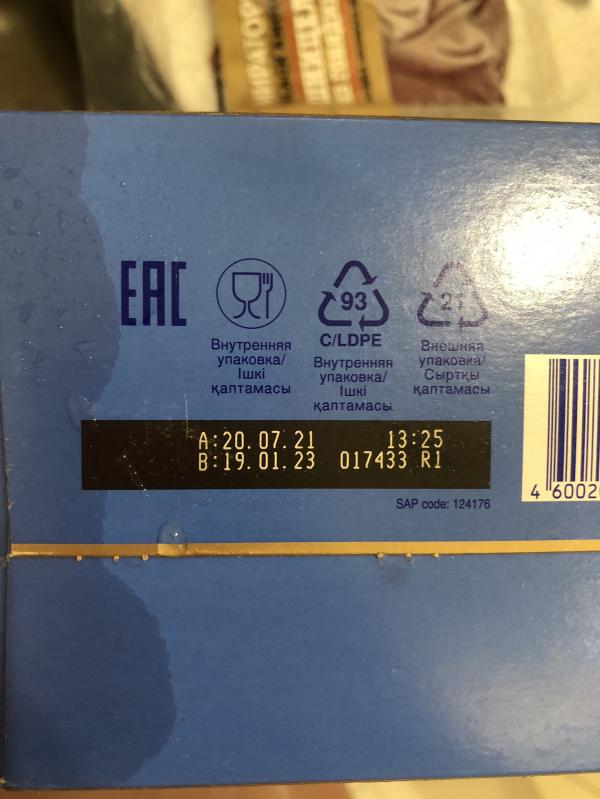 EAC
93
C/LDPE
21
Внутренняя
упаковка/
Ішкі
қаптамасы
Внутренняя
упаковка/
Ішкі
қаптамасы
Внешняя
упаковка/
Сыртқы
қаптамасы
A:20.07.21 13:25
B:19.01.23 017433 R1
SAP code: 124176
4 6002